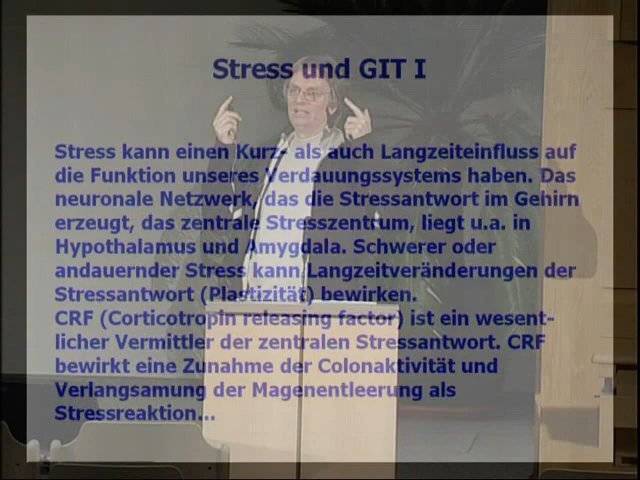 Stress und GIT I
Stress kann einen Kurz- als auch Langzeiteinfluss auf
die Funktion unseres Verdauungssystems haben. Das
neuronale Netzwerk, das die Stressantwort im Gehirn
erzeugt, das zentrale Stresszentrum, liegt u.a. in
Hypothalamus und Amygdala. Schwerer oder
andauernder Stress kann Langzeitveränderungen der
Stressantwort (Plastizität) bewirken.
CRF (Corticotropin releasing factor) ist ein wesent-
licher Vermittler der zentralen Stressantwort. CRF
bewirkt eine Zunahme der Colonaktivität und
Verlangsamung der Magenentleerung als
Stressreaktion...